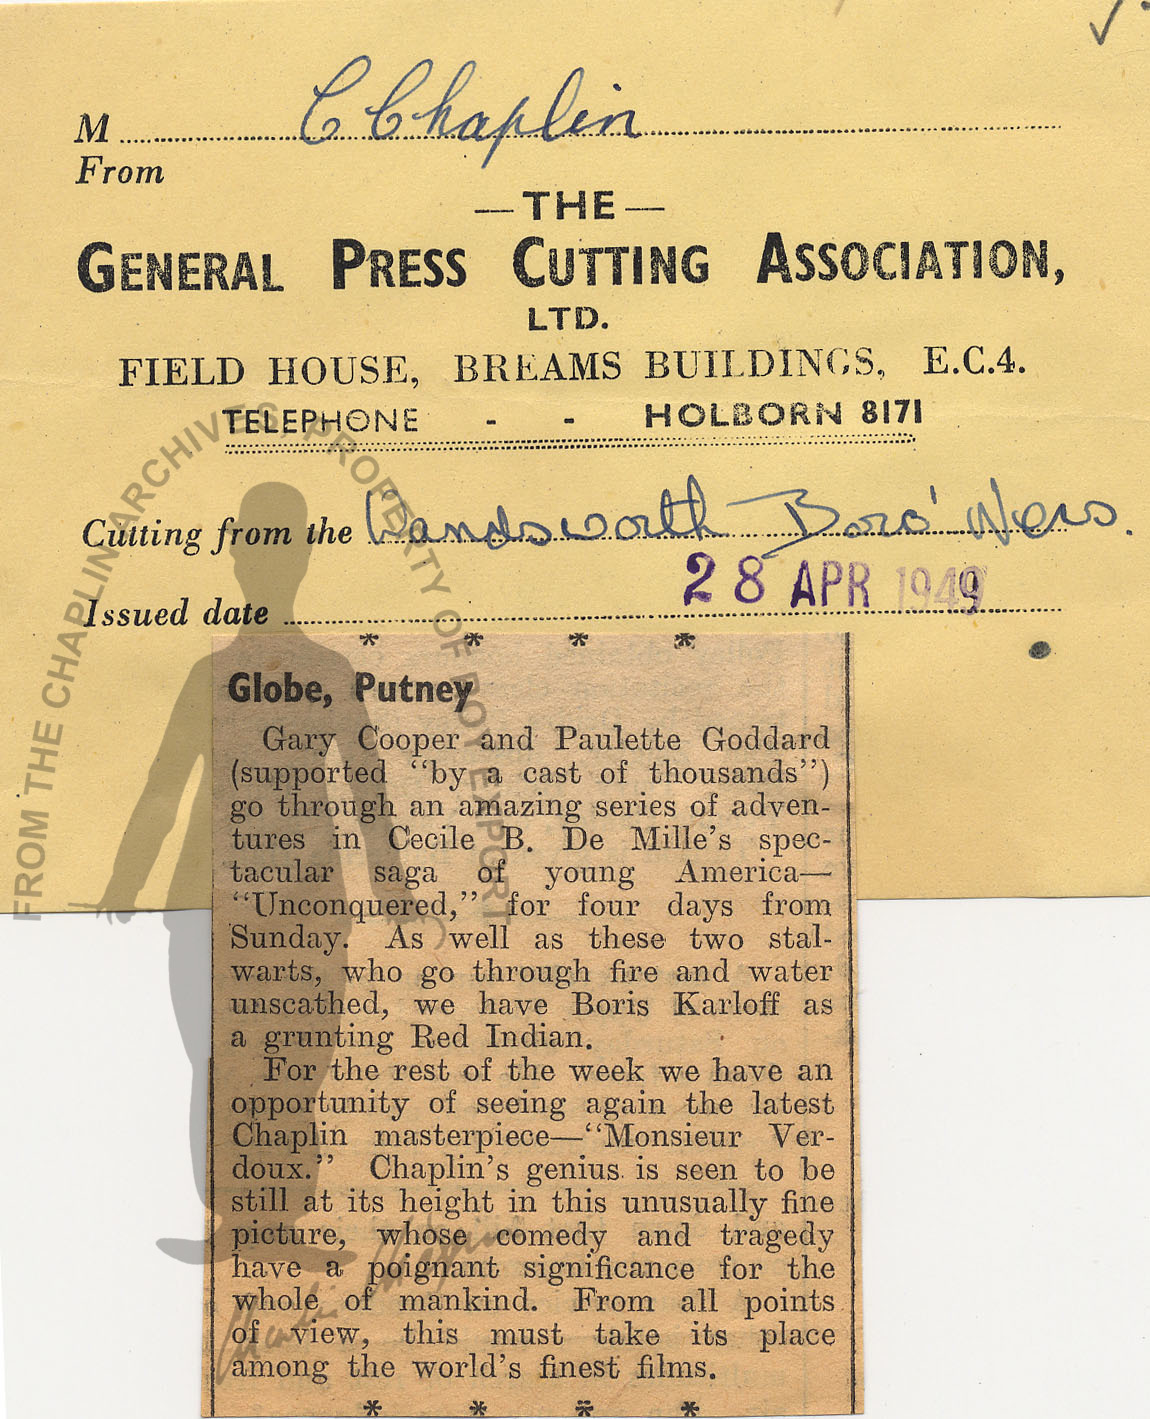 M C Chaplin
From
— THE —
GENERAL PRESS CUTTING ASSOCIATION,
LTD.
FIELD HOUSE, BREAMS BUILDINGS, E.C.4.
TELEPHONE - - HOLBORN 8171
Cutting from the Wandsworth Boro' News.
28 APR 1949
Issued date
* * * *
Globe, Putney
Gary Cooper and Paulette Goddard
(supported “by a cast of thousands”)
go through an amazing series of adven-
tures in Cecile B. De Mille’s spec-
tacular saga of young America—
“Unconquered,” for four days from
Sunday. As well as these two stal-
warts, who go through fire and water
unscathed, we have Boris Karloff as
a grunting Red Indian.
For the rest of the week we have an
opportunity of seeing again the latest
Chaplin masterpiece—“Monsieur Ver-
doux.” Chaplin’s genius is seen to be
still at its height in this unusually fine
picture, whose comedy and tragedy
have a poignant significance for the
whole of mankind. From all points
of view, this must take its place
among the world’s finest films.
* * * *
FROM THE CHAPLIN ARCHIVES, PROPERTY OF ROY EXPORT
Charlie Chaplin